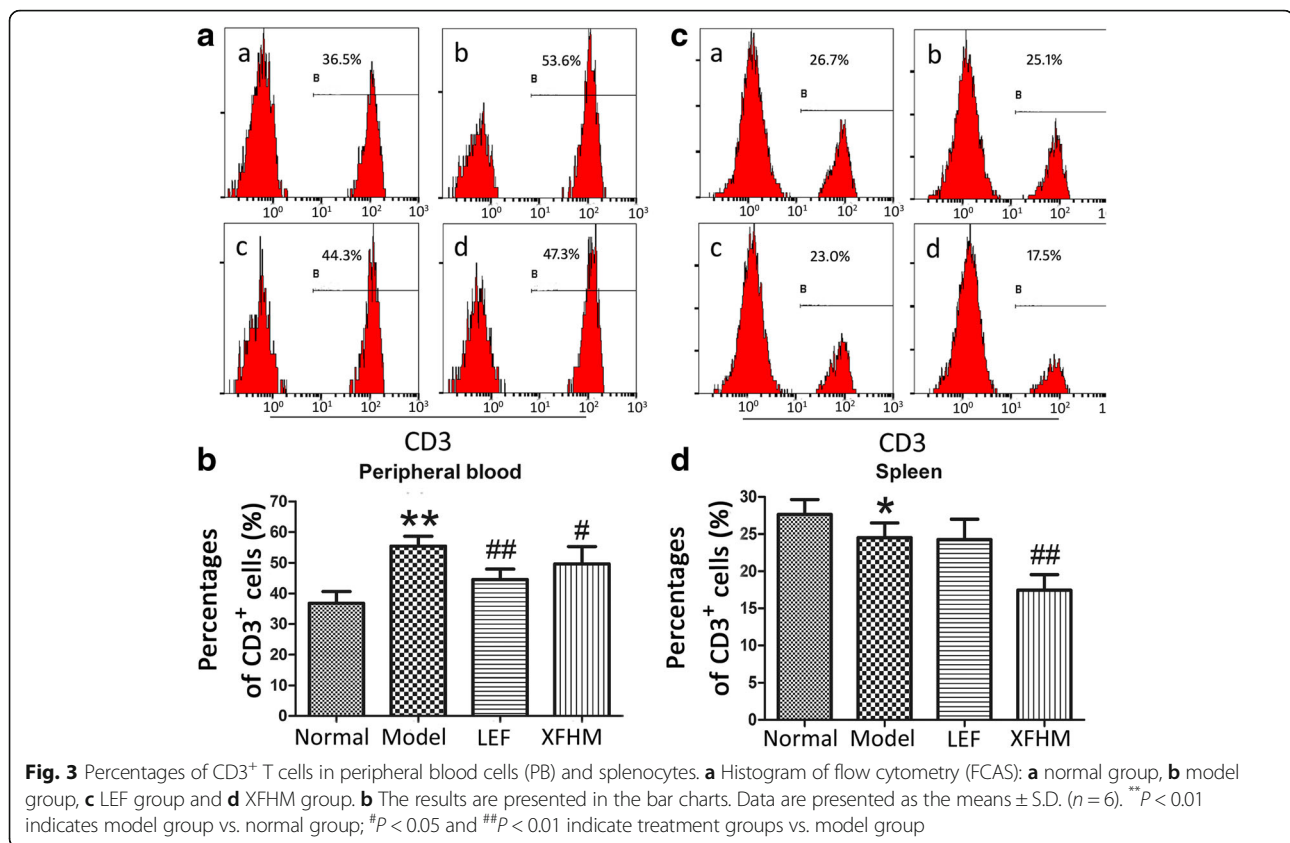 a
a
36.5%
B
10⁰ 10¹ 10² 10³
b
53.6%
B
10⁰ 10¹ 10² 10³
c
44.3%
B
10⁰ 10¹ 10² 10³
d
47.3%
B
10⁰ 10¹ 10² 10³
CD3
c
a
26.7%
B
10⁰ 10¹ 10² 10³
b
25.1%
B
10⁰ 10¹ 10²
c
23.0%
B
10⁰ 10¹ 10² 10³
d
17.5%
B
10⁰ 10¹ 10²
CD3
b
Peripheral blood
Percentages
of CD3⁺ cells (%)
70
60
50
40
30
20
10
0
**
##
#
Normal Model LEF XFHM
d
Spleen
Percentages
of CD3⁺ cells (%)
30
25
20
15
10
5
0
*
##
Normal Model LEF XFHM
Fig. 3 Percentages of CD3⁺ T cells in peripheral blood cells (PB) and splenocytes. a Histogram of flow cytometry (FCAS): a normal group, b model
group, c LEF group and d XFHM group. b The results are presented in the bar charts. Data are presented as the means ± S.D. (n = 6). **P < 0.01
indicates model group vs. normal group; #P < 0.05 and ##P < 0.01 indicate treatment groups vs. model group